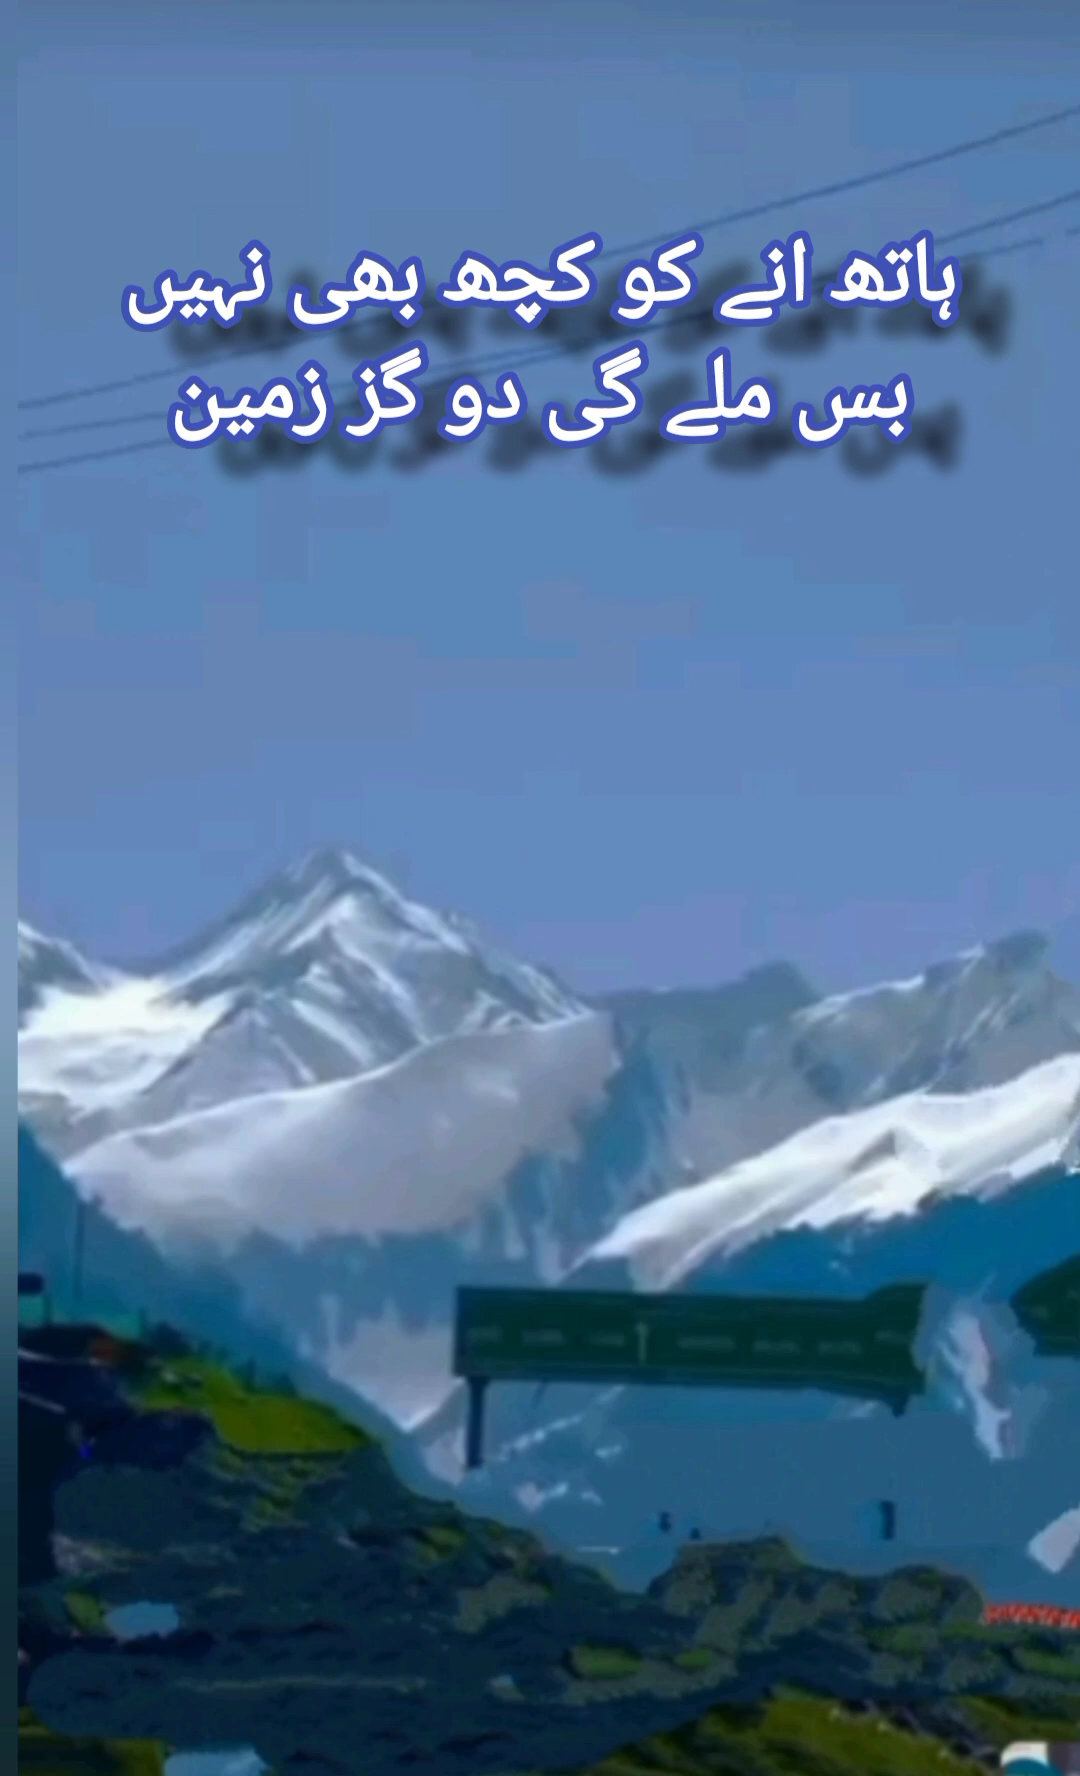 ہاتھ انے کو کچھ بھی نہیں
بس ملے گی دو گز زمین